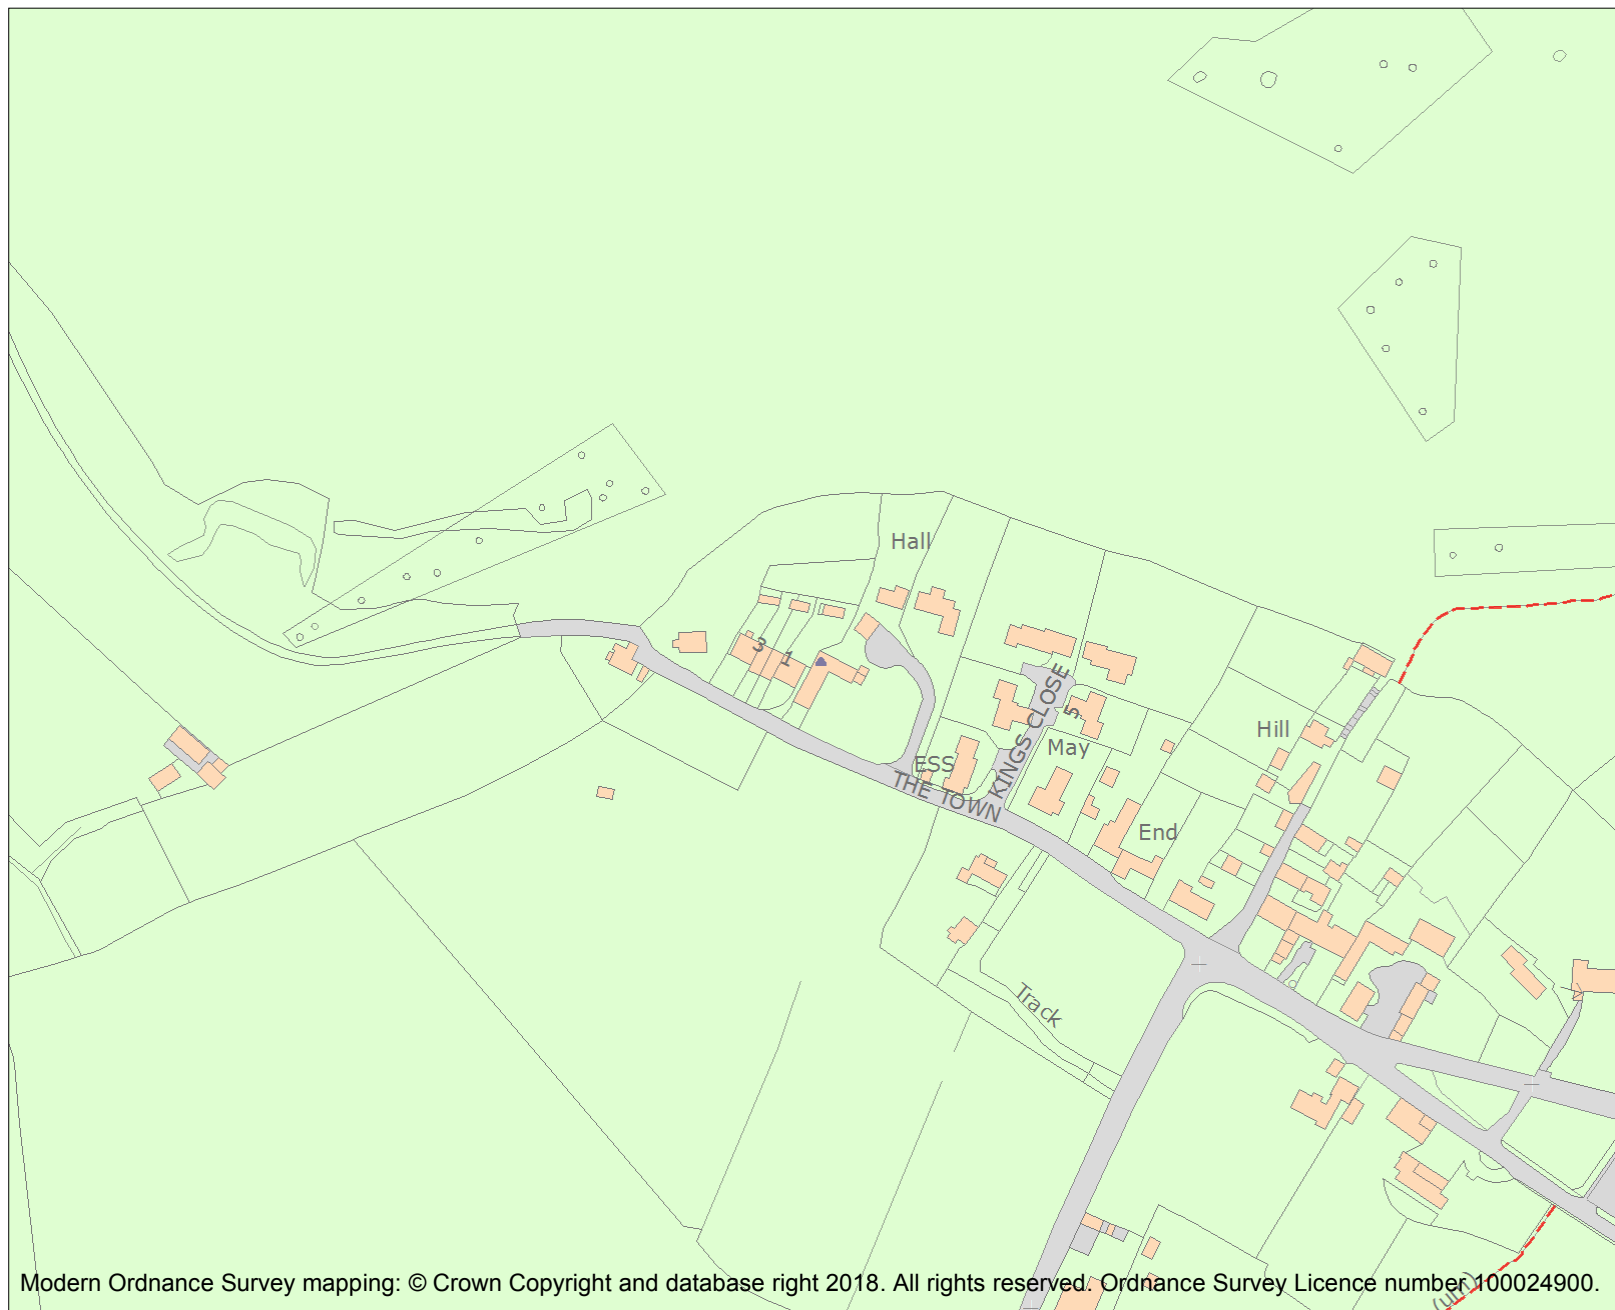 Hall
3
1
KINGS CLOSE
5
May
Hill
ESS
THE TOWN
End
Track
(um)
Modern Ordnance Survey mapping: © Crown Copyright and database right 2018. All rights reserved. Ordnance Survey Licence number 100024900.